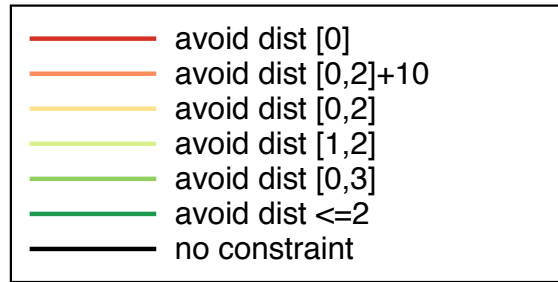 avoid dist [0]
avoid dist [0,2]+10
avoid dist [0,2]
avoid dist [1,2]
avoid dist [0,3]
avoid dist <=2
no constraint